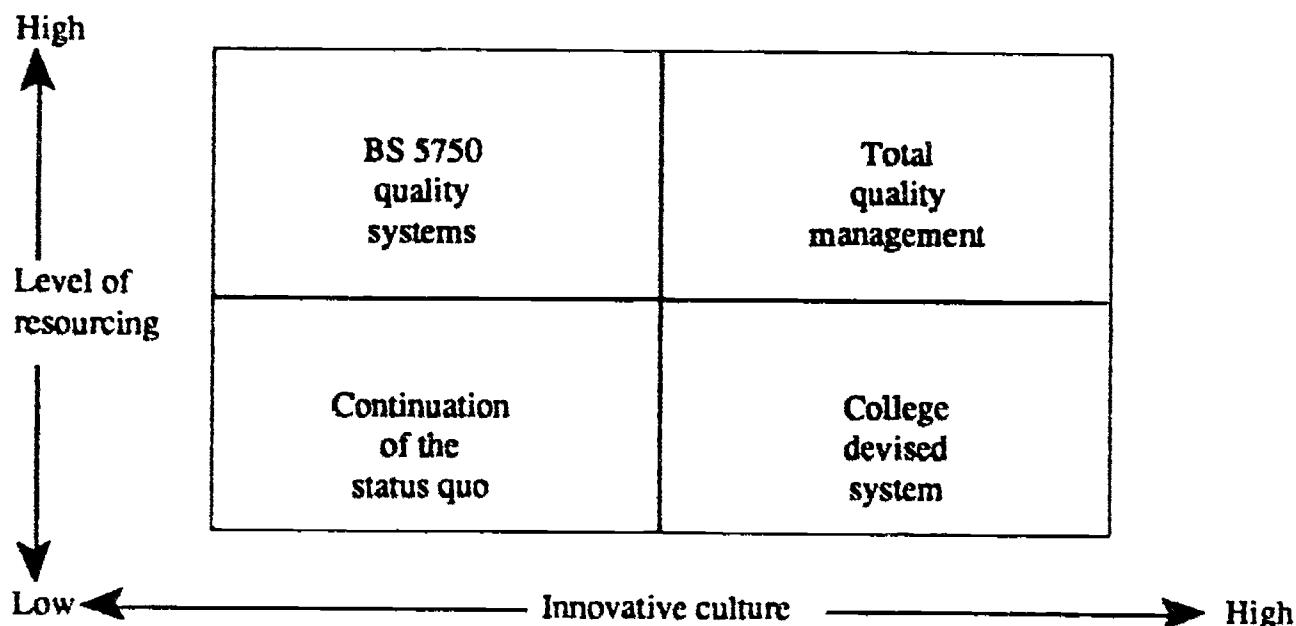 High
BS 5750
quality
systems
Total
quality
management
Level of
resourcing
Continuation
of the
status quo
College
devised
system
Low
Innovative culture
High